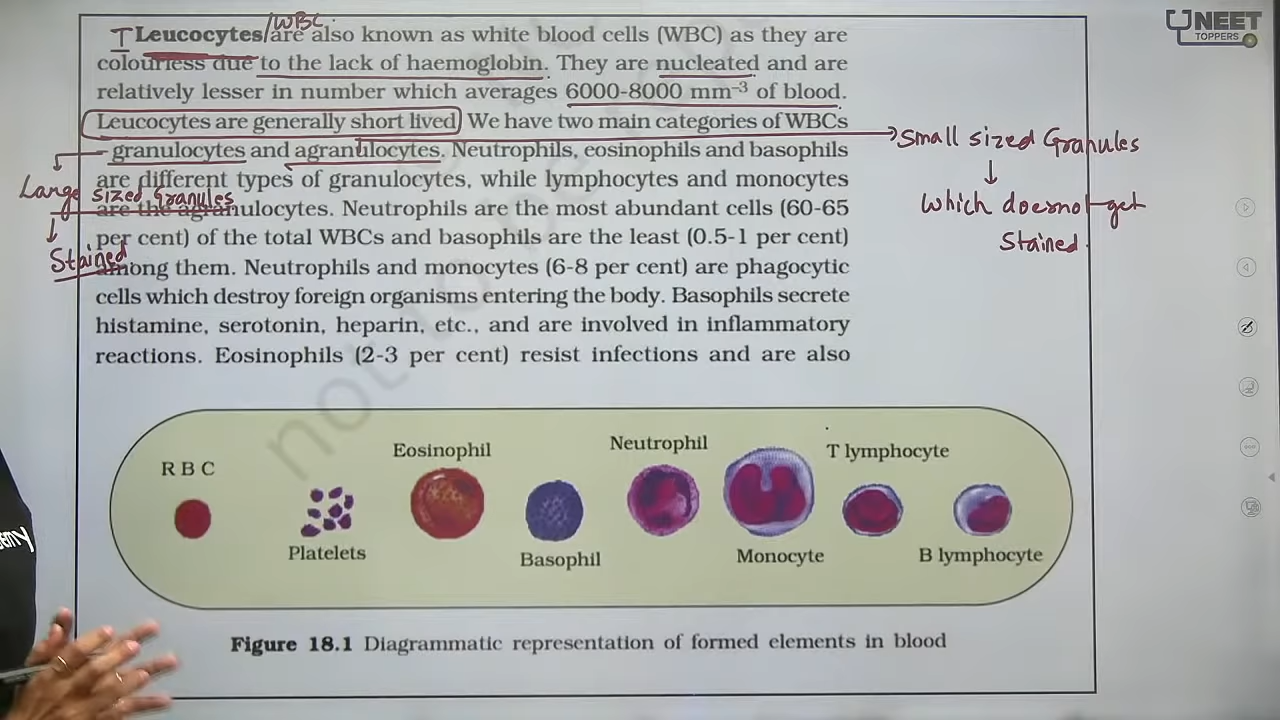 UNEET
TOPPERS
/WBC.
Leucocytes are also known as white blood cells (WBC) as they are
colourless due to the lack of haemoglobin. They are nucleated and are
relatively lesser in number which averages 6000-8000 mm⁻³ of blood.
Leucocytes are generally short lived. We have two main categories of WBCs
– granulocytes and agranulocytes. Neutrophils, eosinophils and basophils
are different types of granulocytes, while lymphocytes and monocytes
are the agranulocytes. Neutrophils are the most abundant cells (60-65
per cent) of the total WBCs and basophils are the least (0.5-1 per cent)
among them. Neutrophils and monocytes (6-8 per cent) are phagocytic
cells which destroy foreign organisms entering the body. Basophils secrete
histamine, serotonin, heparin, etc., and are involved in inflammatory
reactions. Eosinophils (2-3 per cent) resist infections and are also
Small sized Granules
↓
which doesnot get
Stained.
Large sized Granules
↓
Stained
not to be
R B C
Platelets
Eosinophil
Basophil
Neutrophil
Monocyte
T lymphocyte
B lymphocyte
Figure 18.1 Diagrammatic representation of formed elements in blood